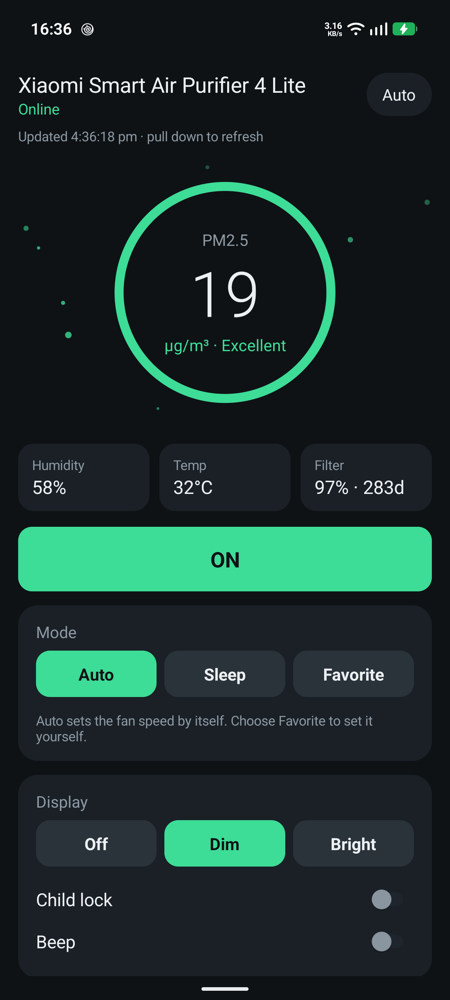 16:36
3.16
KB/s
Xiaomi Smart Air Purifier 4 Lite
Online
Auto
Updated 4:36:18 pm · pull down to refresh
PM2.5
19
µg/m³ · Excellent
Humidity
58%
Temp
32°C
Filter
97% · 283d
ON
Mode
Auto
Sleep
Favorite
Auto sets the fan speed by itself. Choose Favorite to set it
yourself.
Display
Off
Dim
Bright
Child lock
Beep